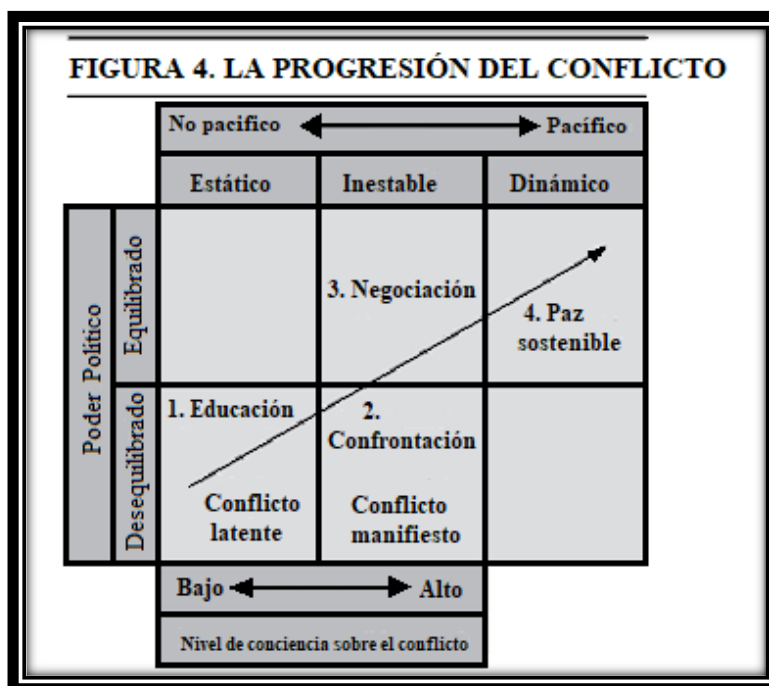 FIGURA 4. LA PROGRESIÓN DEL CONFLICTO
No pacifico
Pacífico
Estático
Inestable
Dinámico
Poder Político
Equilibrado
3. Negociación
4. Paz
sostenible
Desequilibrado
1. Educación
Conflicto
latente
2.
Confrontación
Conflicto
manifiesto
Bajo
Alto
Nivel de conciencia sobre el conflicto